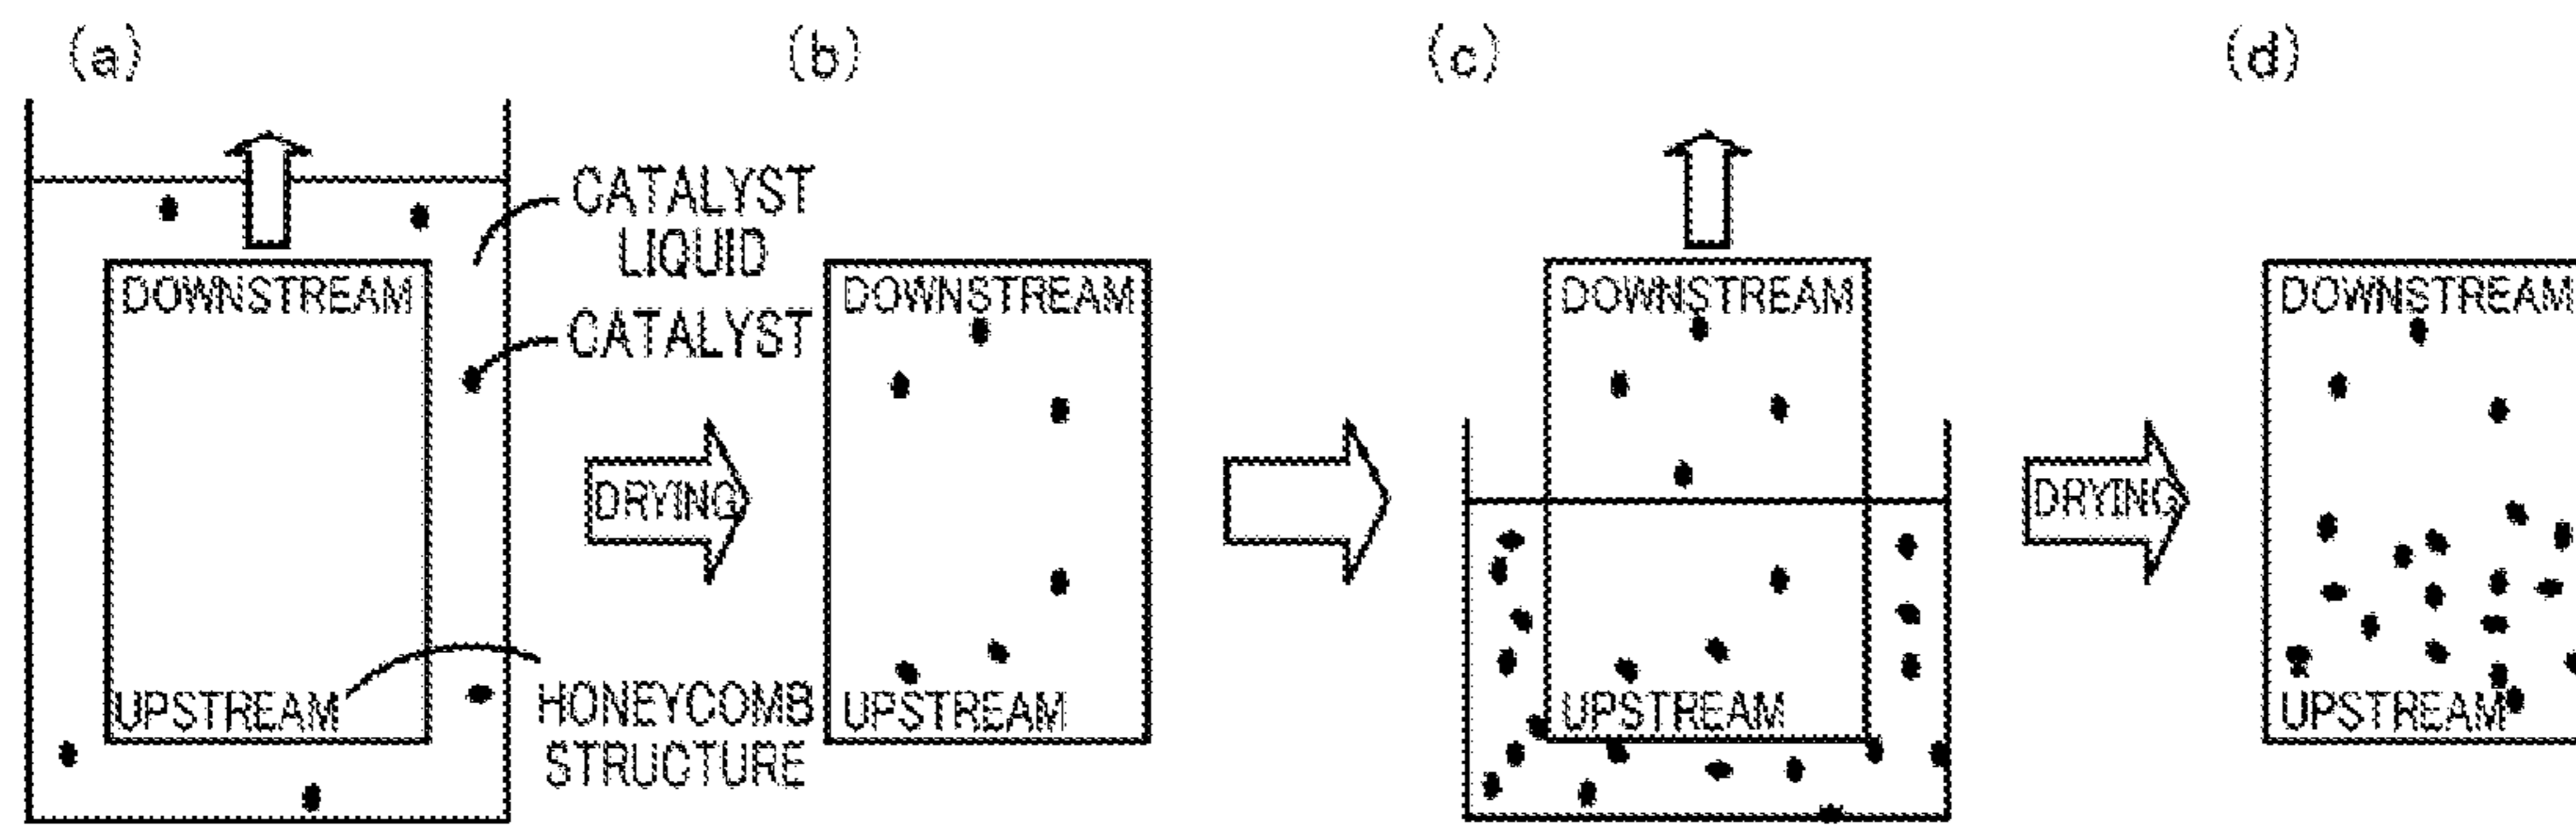 (a)
(b)
(c)
(d)
CATALYST
LIQUID
CATALYST
DOWNSTREAM
UPSTREAM
HONEYCOMB
STRUCTURE
DRYING
DOWNSTREAM
UPSTREAM
DOWNSTREAM
UPSTREAM
DRYING
DOWNSTREAM
UPSTREAM